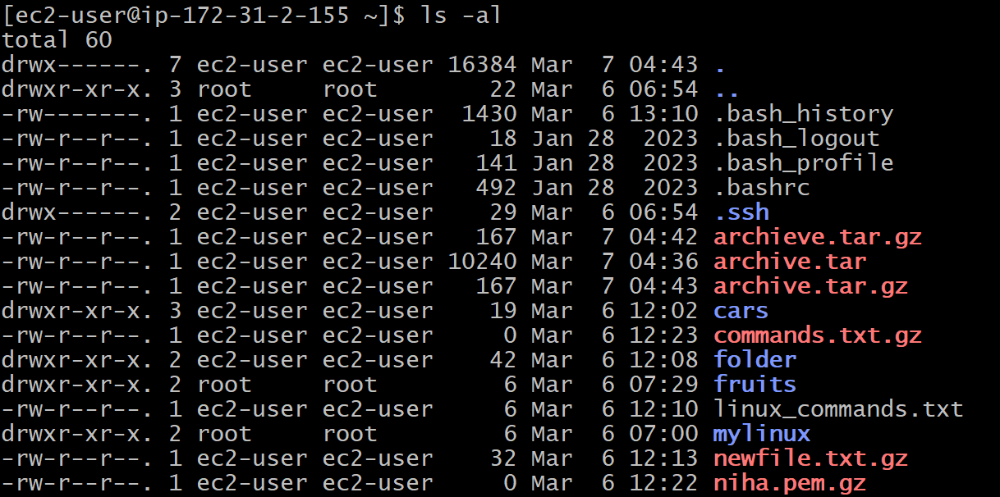 [ec2-user@ip-172-31-2-155 ~]$ ls -al
total 60
drwx------. 7 ec2-user ec2-user 16384 Mar  7 04:43 .
drwxr-xr-x. 3 root     root        22 Mar  6 06:54 ..
-rw-------. 1 ec2-user ec2-user  1430 Mar  6 13:10 .bash_history
-rw-r--r--. 1 ec2-user ec2-user    18 Jan 28  2023 .bash_logout
-rw-r--r--. 1 ec2-user ec2-user   141 Jan 28  2023 .bash_profile
-rw-r--r--. 1 ec2-user ec2-user   492 Jan 28  2023 .bashrc
drwx------. 2 ec2-user ec2-user    29 Mar  6 06:54 .ssh
-rw-r--r--. 1 ec2-user ec2-user   167 Mar  7 04:42 archieve.tar.gz
-rw-r--r--. 1 ec2-user ec2-user 10240 Mar  7 04:36 archive.tar
-rw-r--r--. 1 ec2-user ec2-user   167 Mar  7 04:43 archive.tar.gz
drwxr-xr-x. 3 ec2-user ec2-user    19 Mar  6 12:02 cars
-rw-r--r--. 1 ec2-user ec2-user     0 Mar  6 12:23 commands.txt.gz
drwxr-xr-x. 2 ec2-user ec2-user    42 Mar  6 12:08 folder
drwxr-xr-x. 2 root     root         6 Mar  6 07:29 fruits
-rw-r--r--. 1 ec2-user ec2-user     6 Mar  6 12:10 linux_commands.txt
drwxr-xr-x. 2 root     root         6 Mar  6 07:00 mylinux
-rw-r--r--. 1 ec2-user ec2-user    32 Mar  6 12:13 newfile.txt.gz
-rw-r--r--. 1 ec2-user ec2-user     0 Mar  6 12:22 niha.pem.gz